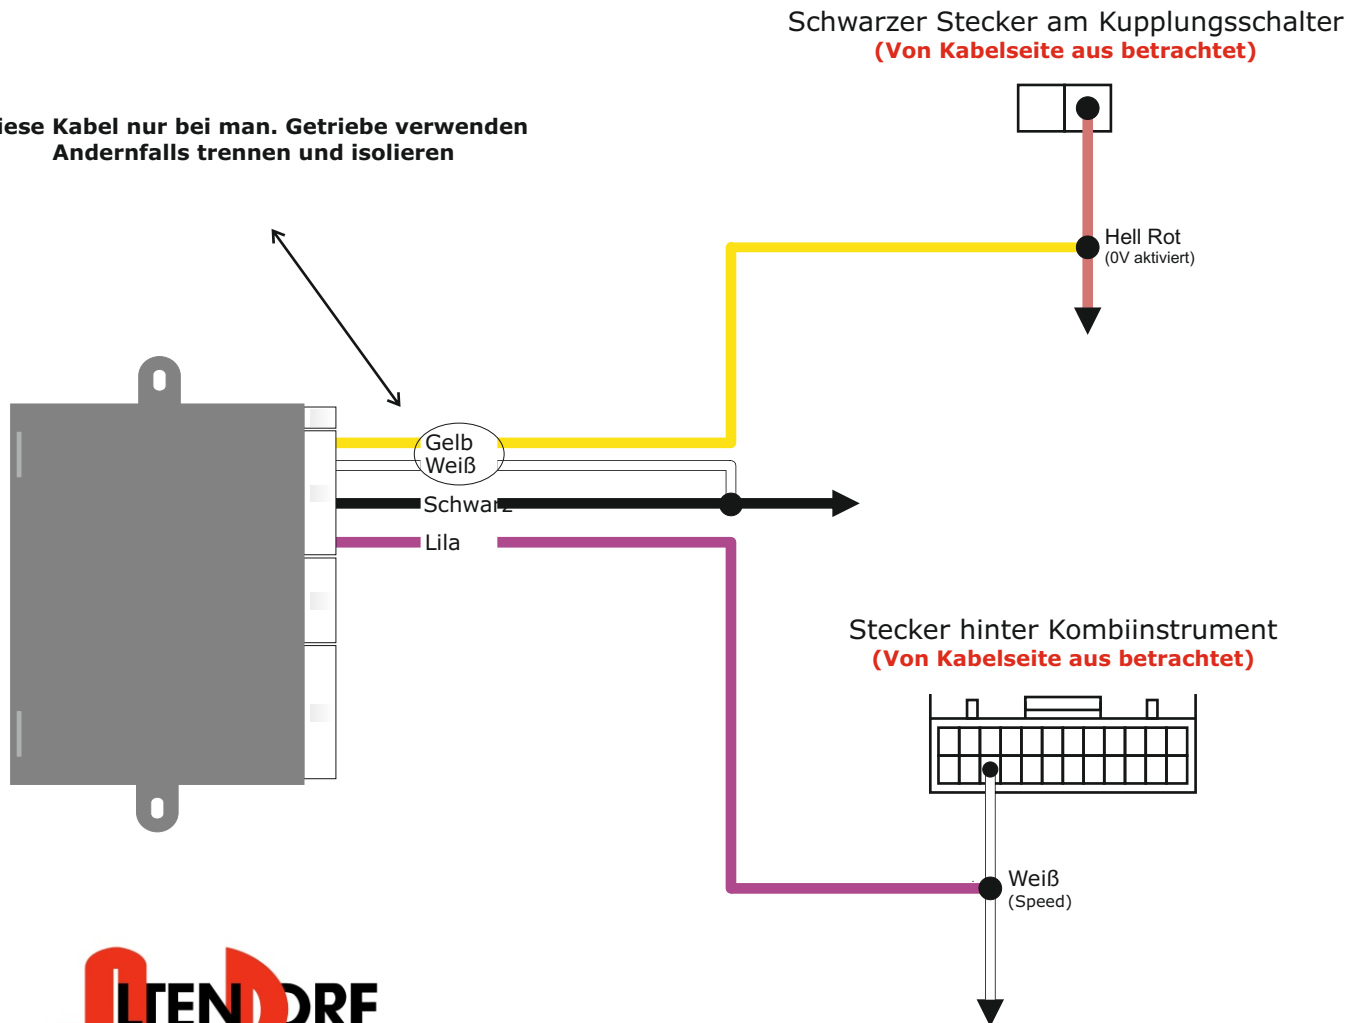 Schwarzer Stecker am Kupplungsschalter
(Von Kabelseite aus betrachtet)
iese Kabel nur bei man. Getriebe verwenden
Andernfalls trennen und isolieren
Hell Rot
(0V aktiviert)
Gelb
Weiß
Schwarz
Lila
Stecker hinter Kombiinstrument
(Von Kabelseite aus betrachtet)
Weiß
(Speed)
ALTENDORF